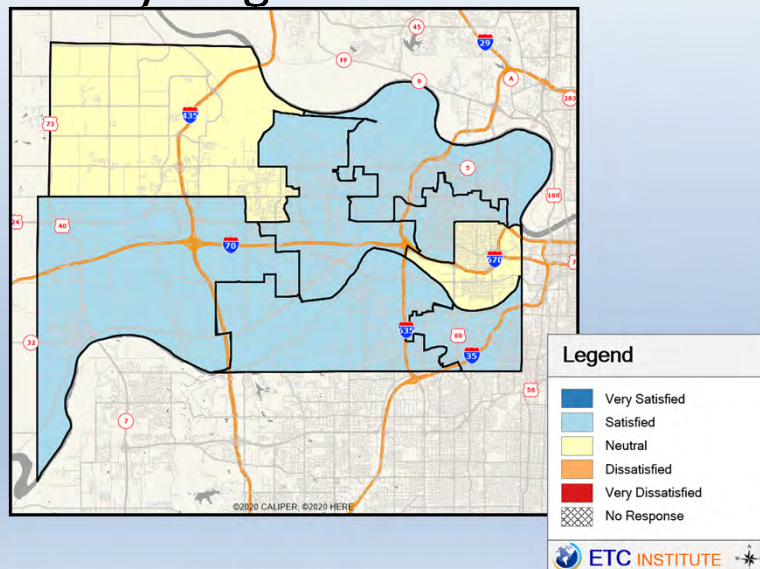 45
29
FF
9
A
283
73
435
5
169
40
24
70
670
32
635
69
35
56
7
©2020 CALIPER; ©2020 HERE
Legend
Very Satisfied
Satisfied
Neutral
Dissatisfied
Very Dissatisfied
No Response
ETC INSTITUTE